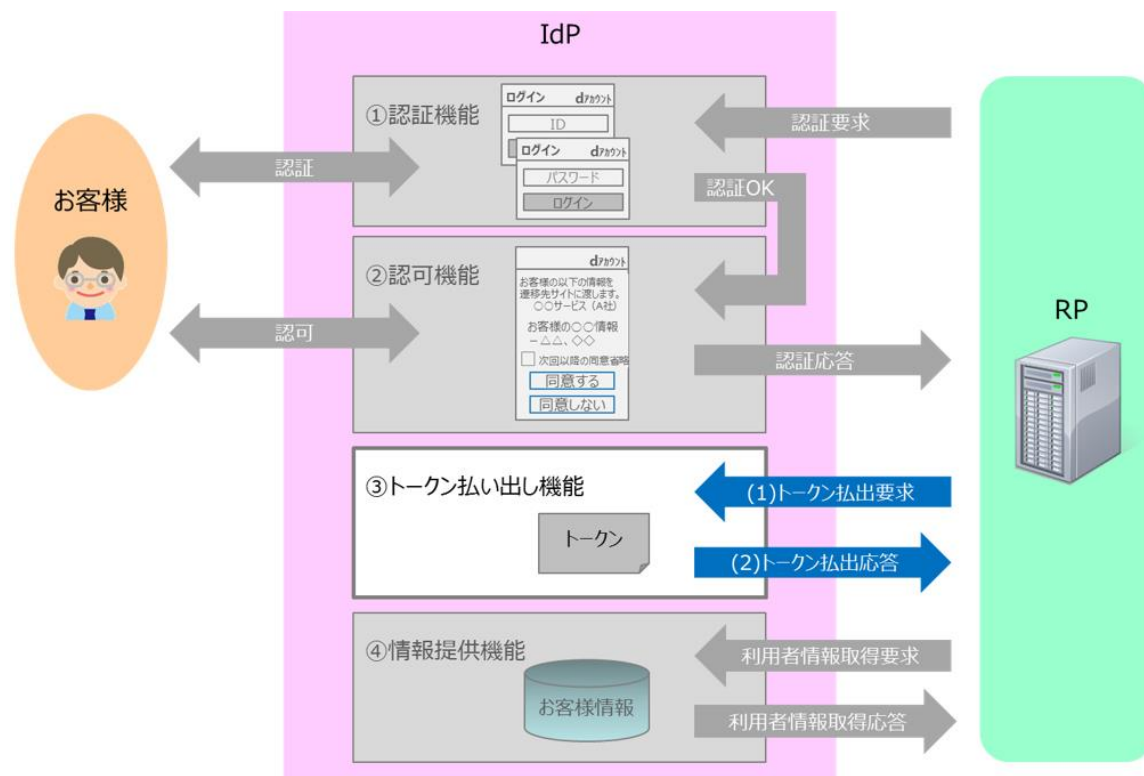 IdP
①認証機能
ログイン dアカウント
ID
ログイン dアカウント
パスワード
ログイン
認証要求
認証
認証OK
お客様
②認可機能
dアカウント
お客様の以下の情報を
遷移先サイトに渡します。
○○サービス（A社）
お客様の○○情報
－△△、◇◇
次回以降の同意省略
同意する
同意しない
認可
認証応答
RP
③トークン払い出し機能
トークン
(1)トークン払出要求
(2)トークン払出応答
④情報提供機能
お客様情報
利用者情報取得要求
利用者情報取得応答